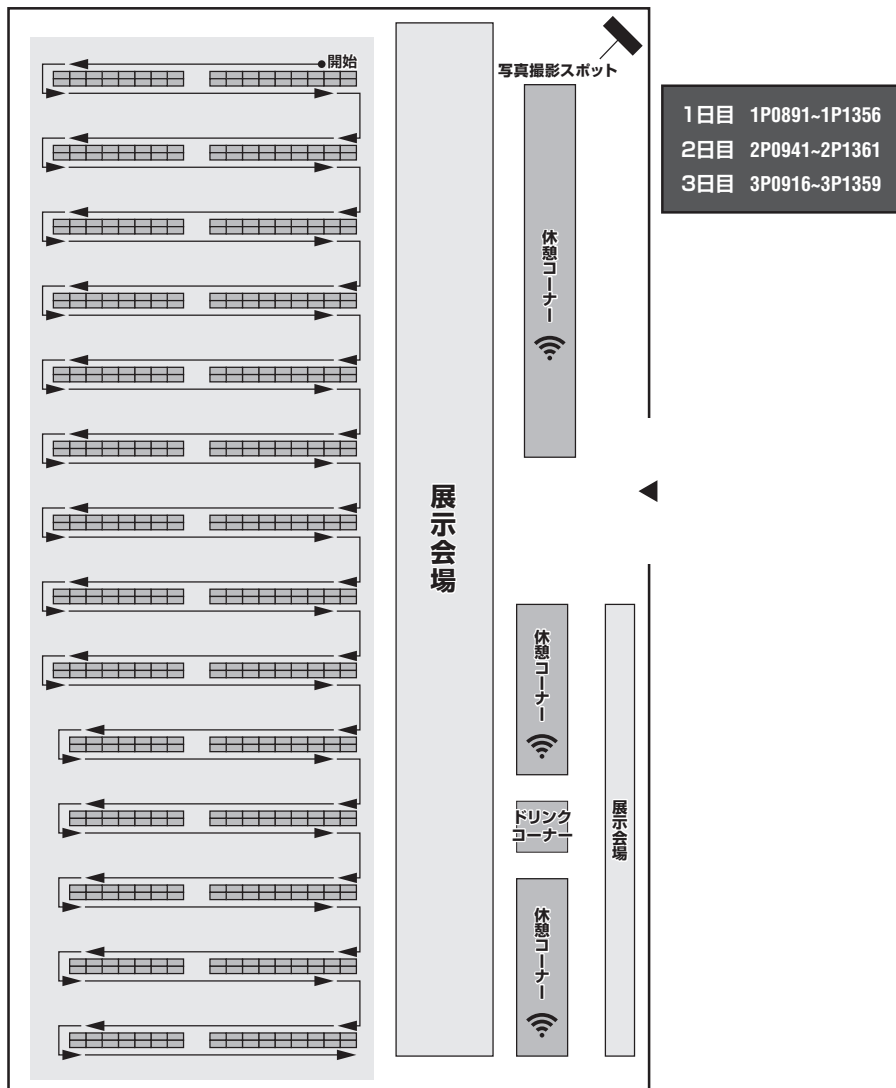 開始
写真撮影スポット
1日目 1P0891~1P1356
2日目 2P0941~2P1361
3日目 3P0916~3P1359
休憩コーナー
展示会場
休憩コーナー
ドリンク
コーナー
展示会場
休憩コーナー